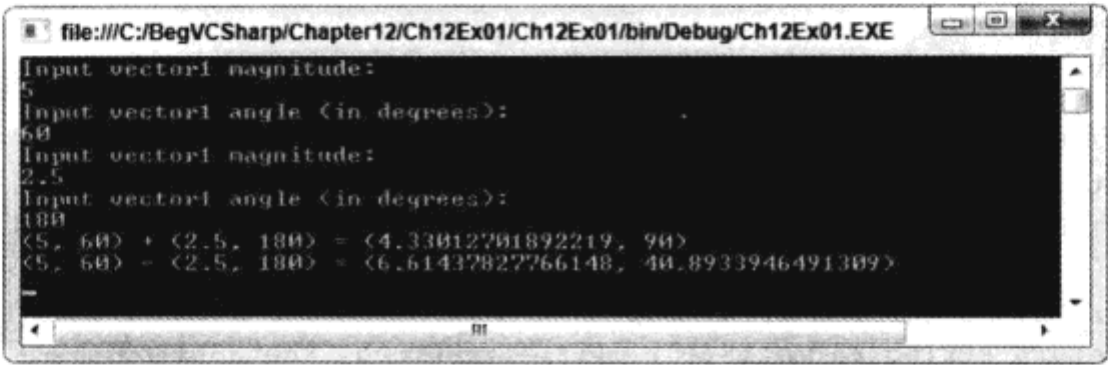 file:///C:/BegVCSharp/Chapter12/Ch12Ex01/Ch12Ex01/bin/Debug/Ch12Ex01.EXE
Input vector1 magnitude:
5
Input vector1 angle (in degrees):
60
Input vector1 magnitude:
2.5
Input vector1 angle (in degrees):
180
(5, 60) + (2.5, 180) = (4.33012701892219, 90)
(5, 60) - (2.5, 180) = (6.61437827766148, 40.8933946491309)